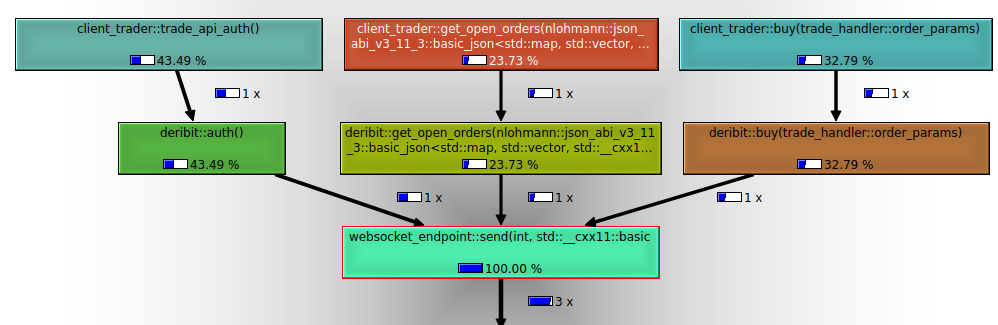 client_trader::trade_api_auth()
43.49 %
client_trader::get_open_orders(nlohmann::json_
abi_v3_11_3::basic_json<std::map, std::vector, ...
23.73 %
client_trader::buy(trade_handler::order_params)
32.79 %
1 x
1 x
1 x
deribit::auth()
43.49 %
deribit::get_open_orders(nlohmann::json_abi_v3_11
_3::basic_json<std::map, std::vector, std::__cxx1...
23.73 %
deribit::buy(trade_handler::order_params)
32.79 %
1 x
1 x
1 x
websocket_endpoint::send(int, std::__cxx11::basic
100.00 %
3 x